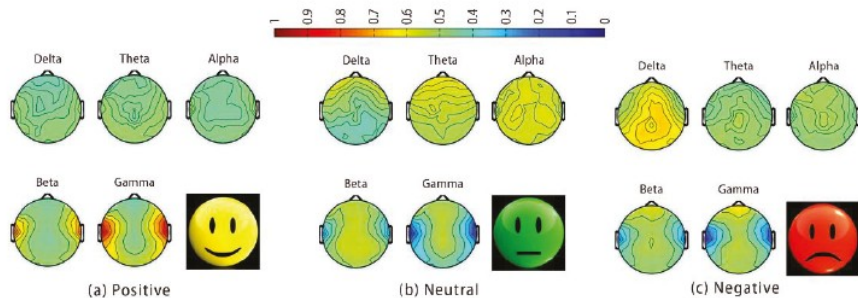 1 0.9 0.8 0.7 0.6 0.5 0.4 0.3 0.2 0.1 0
Delta Theta Alpha
Beta Gamma
(a) Positive
Delta Theta Alpha
Beta Gamma
(b) Neutral
Delta Theta Alpha
Beta Gamma
(c) Negative